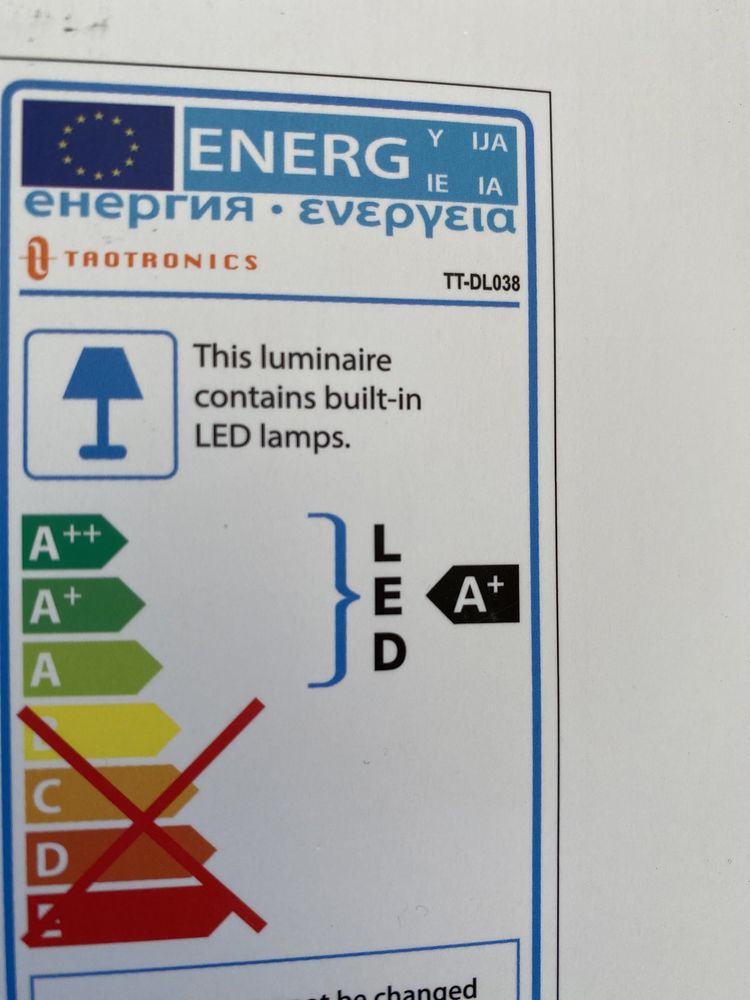 ENERG Y IJA
IE IA
енергия · ενεργεια
TAOTRONICS
TT-DL038
This luminaire
contains built-in
LED lamps.
A++
A+
A
B
C
D
E
L
E
D
A+
be changed